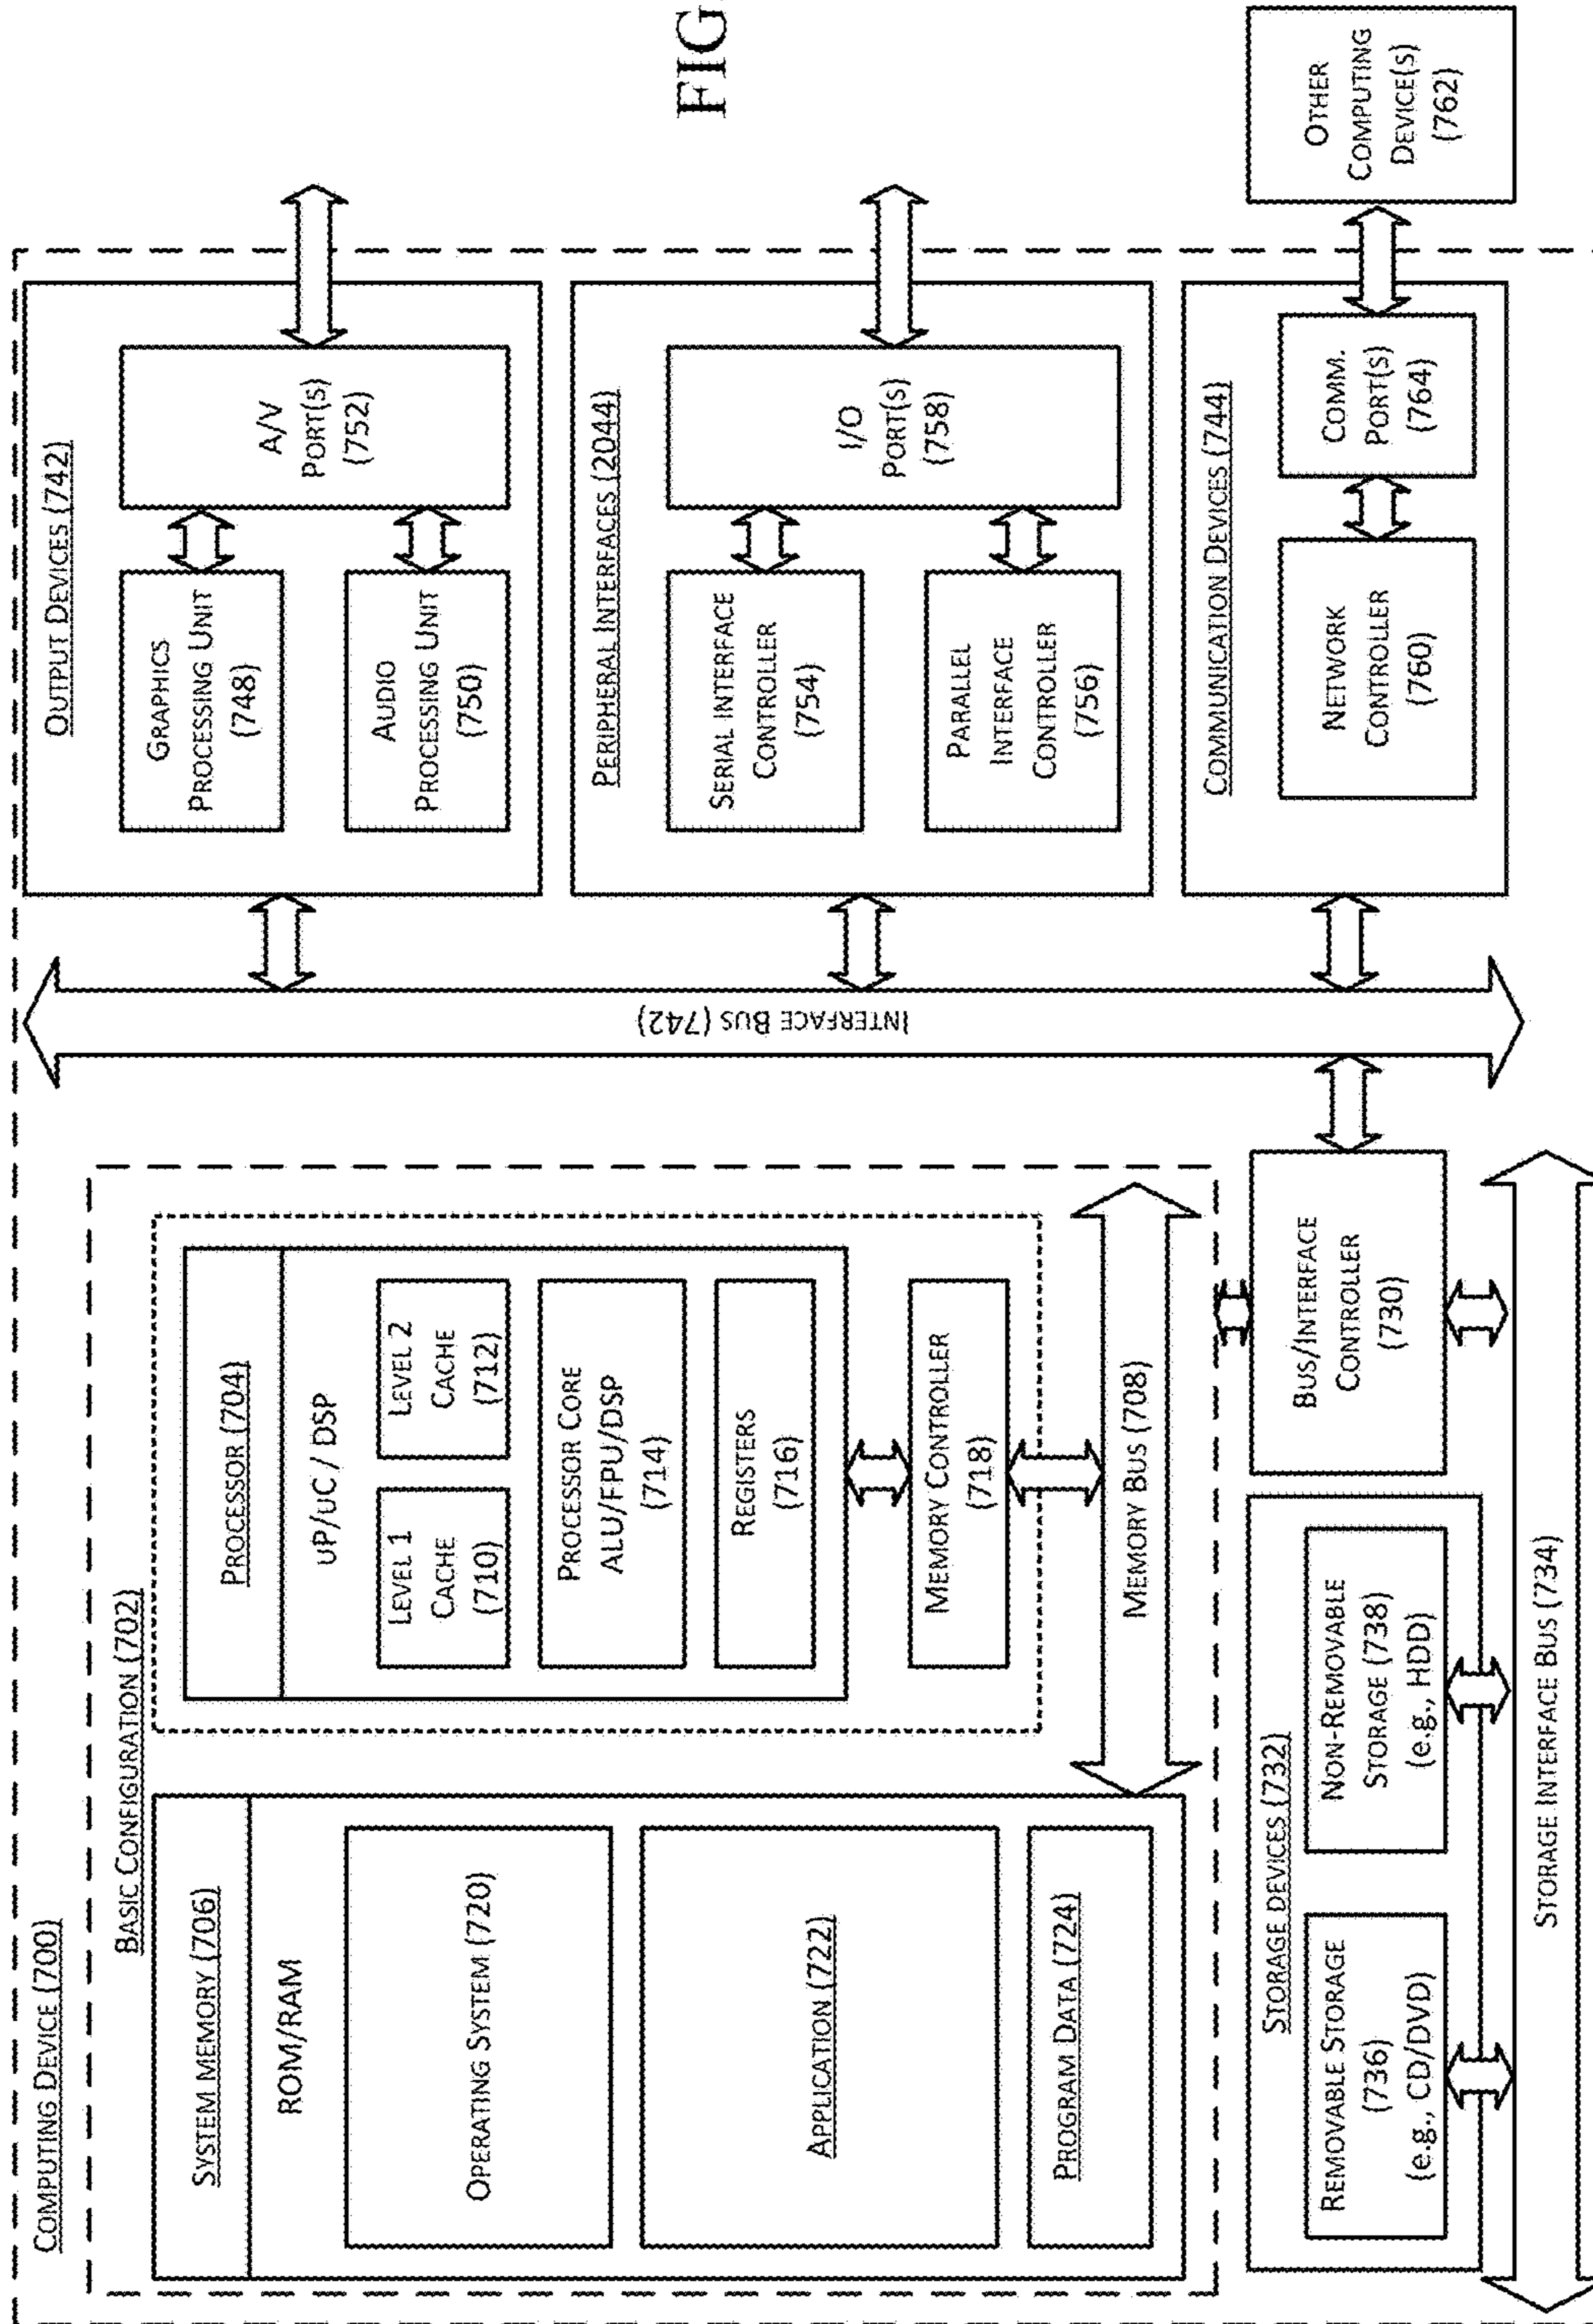 COMPUTING DEVICE (700)
BASIC CONFIGURATION (702)
SYSTEM MEMORY (706)
ROM/RAM
OPERATING SYSTEM (720)
APPLICATION (722)
PROGRAM DATA (724)
PROCESSOR (704)
uP/uC / DSP
LEVEL 1
CACHE
(710)
LEVEL 2
CACHE
(712)
PROCESSOR CORE
ALU/FPU/DSP
(714)
REGISTERS
(716)
MEMORY CONTROLLER
(718)
MEMORY BUS (708)
STORAGE DEVICES (732)
REMOVABLE STORAGE
(736)
(e.g., CD/DVD)
NON-REMOVABLE
STORAGE (738)
(e.g., HDD)
BUS/INTERFACE
CONTROLLER
(730)
STORAGE INTERFACE BUS (734)
INTERFACE BUS (742)
OUTPUT DEVICES (742)
GRAPHICS
PROCESSING UNIT
(748)
AUDIO
PROCESSING UNIT
(750)
A/V
PORT(S)
(752)
PERIPHERAL INTERFACES (2044)
SERIAL INTERFACE
CONTROLLER
(754)
PARALLEL
INTERFACE
CONTROLLER
(756)
I/O
PORT(S)
(758)
COMMUNICATION DEVICES (744)
NETWORK
CONTROLLER
(760)
COMM.
PORT(S)
(764)
OTHER
COMPUTING
DEVICE(S)
(762)
FIG